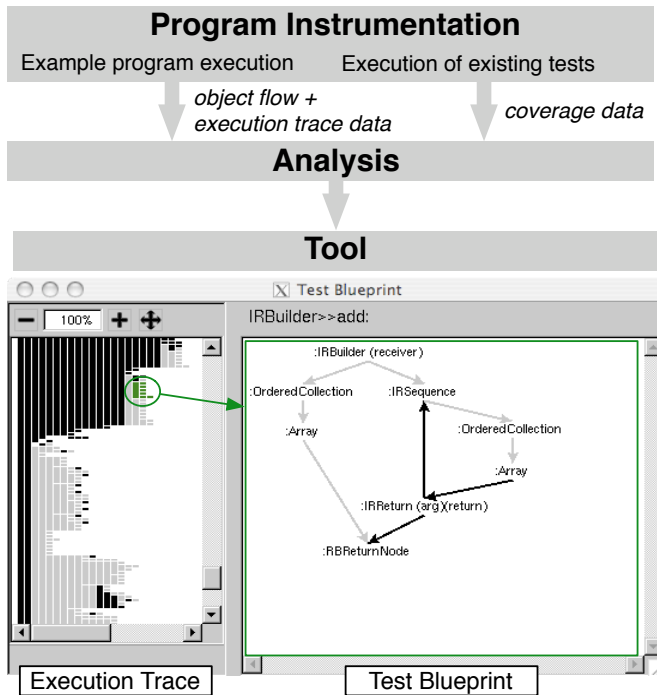 Program Instrumentation
Example program execution
Execution of existing tests
object flow +
execution trace data
coverage data
Analysis
Tool
X Test Blueprint
100%
IRBuilder>>add:
:IRBuilder (receiver)
:OrderedCollection
:IRSequence
:Array
:OrderedCollection
:Array
:IRReturn (arg)(return)
:RBReturnNode
Execution Trace
Test Blueprint